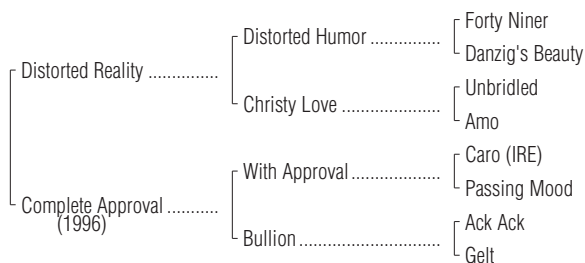 Forty Niner
Distorted Humor ................
Danzig's Beauty
Distorted Reality ...............
Unbridled
Christy Love .....................
Amo
Caro (IRE)
With Approval ...................
Passing Mood
Complete Approval ...........
(1996)
Ack Ack
Bullion ..............................
Gelt